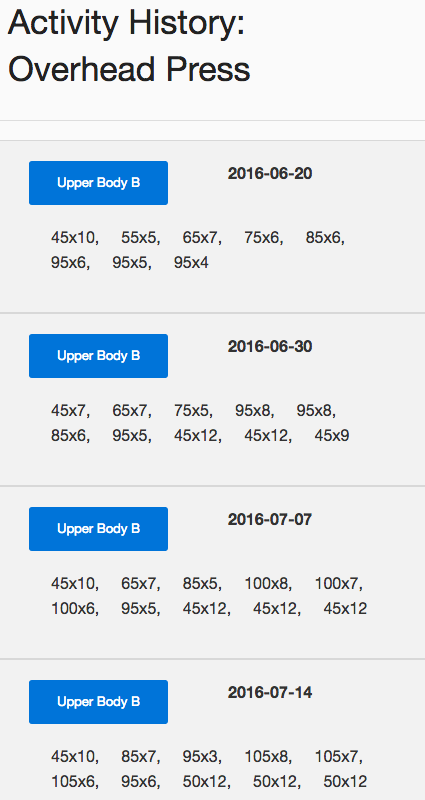 Activity History:
Overhead Press
Upper Body B
2016-06-20
45x10, 55x5, 65x7, 75x6, 85x6,
95x6, 95x5, 95x4
Upper Body B
2016-06-30
45x7, 65x7, 75x5, 95x8, 95x8,
85x6, 95x5, 45x12, 45x12, 45x9
Upper Body B
2016-07-07
45x10, 65x7, 85x5, 100x8, 100x7,
100x6, 95x5, 45x12, 45x12, 45x12
Upper Body B
2016-07-14
45x10, 85x7, 95x3, 105x8, 105x7,
105x6, 95x6, 50x12, 50x12, 50x12